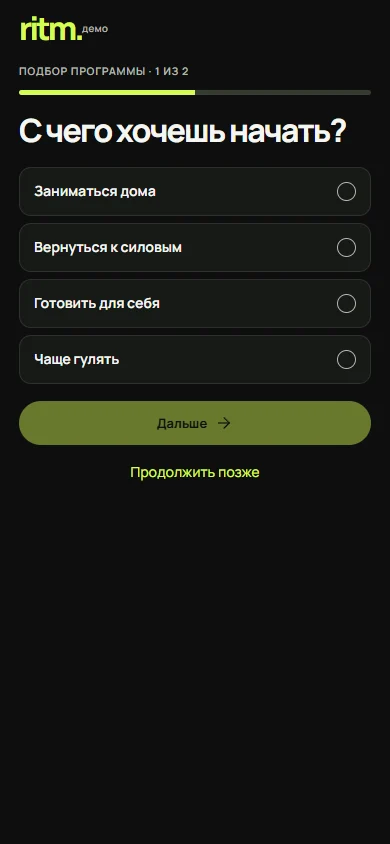 ritm. демо
ПОДБОР ПРОГРАММЫ · 1 ИЗ 2
С чего хочешь начать?
Заниматься дома
Вернуться к силовым
Готовить для себя
Чаще гулять
Дальше →
Продолжить позже